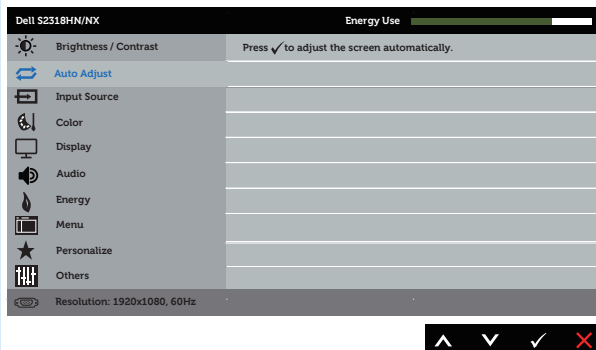 Dell S2318HN/NX Energy Use
Brightness / Contrast Press ✓ to adjust the screen automatically.
Auto Adjust
Input Source
Color
Display
Audio
Energy
Menu
Personalize
Others
Resolution: 1920x1080, 60Hz